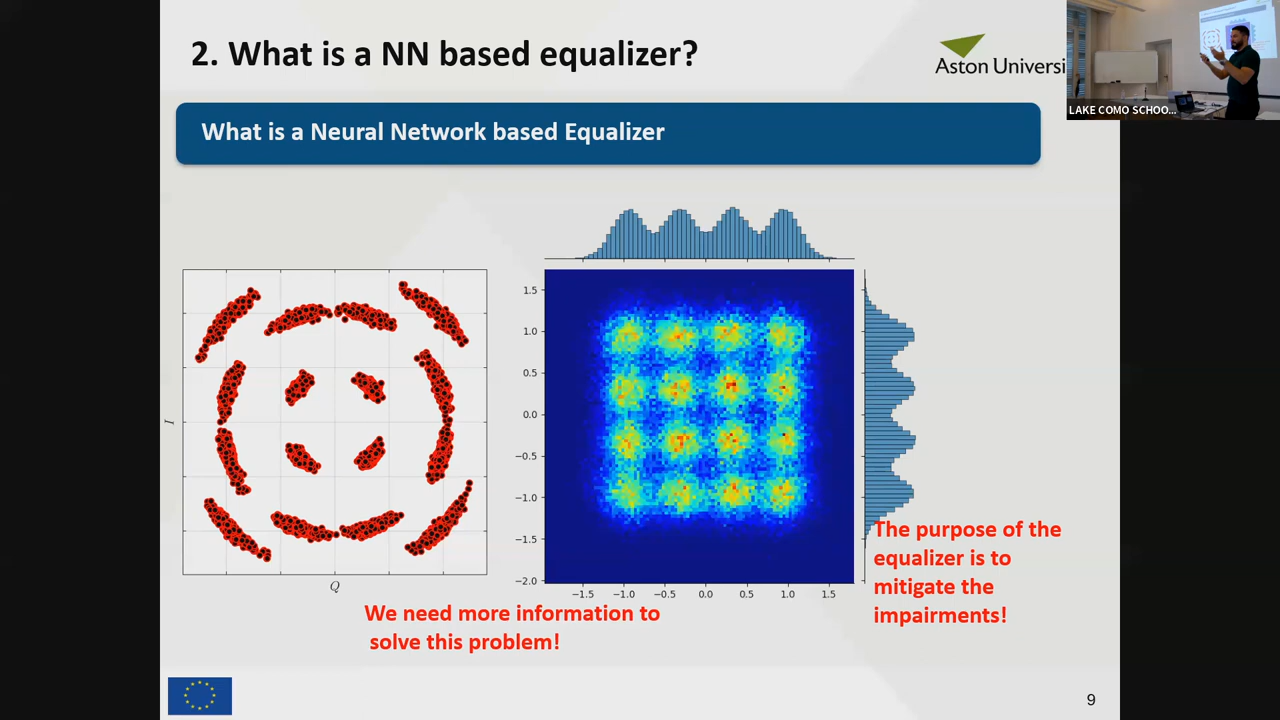 2. What is a NN based equalizer?
Aston Universi
LAKE COMO SCHOO...
What is a Neural Network based Equalizer
I
Q
1.5
1.0
0.5
0.0
−0.5
−1.0
−1.5
−2.0
−1.5 −1.0 −0.5 0.0 0.5 1.0 1.5
The purpose of the
equalizer is to
mitigate the
impairments!
We need more information to
solve this problem!
9